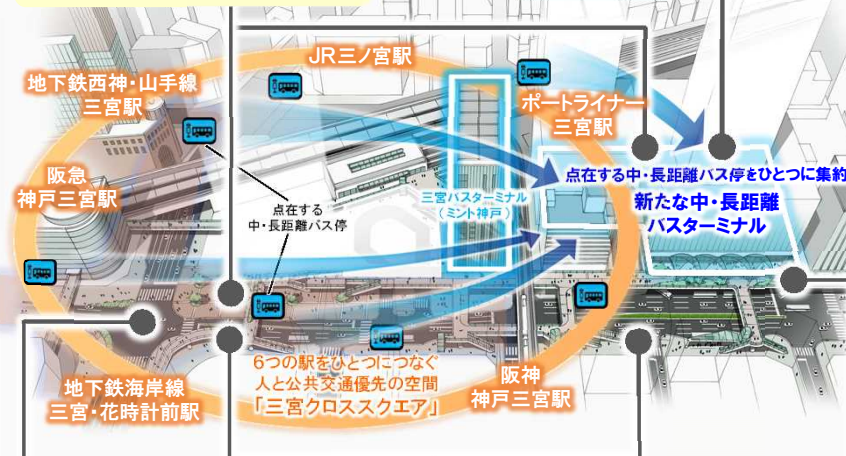 JR三ノ宮駅
地下鉄西神・山手線
三宮駅
ポートライナー
三宮駅
阪急
神戸三宮駅
点在する
中・長距離バス停
三宮バスターミナル
(ミント神戸)
点在する中・長距離バス停をひとつに集約
新たな中・長距離
バスターミナル
6つの駅をひとつにつなぐ
人と公共交通優先の空間
「三宮クロススクエア」
阪神
神戸三宮駅
地下鉄海岸線
三宮・花時計前駅